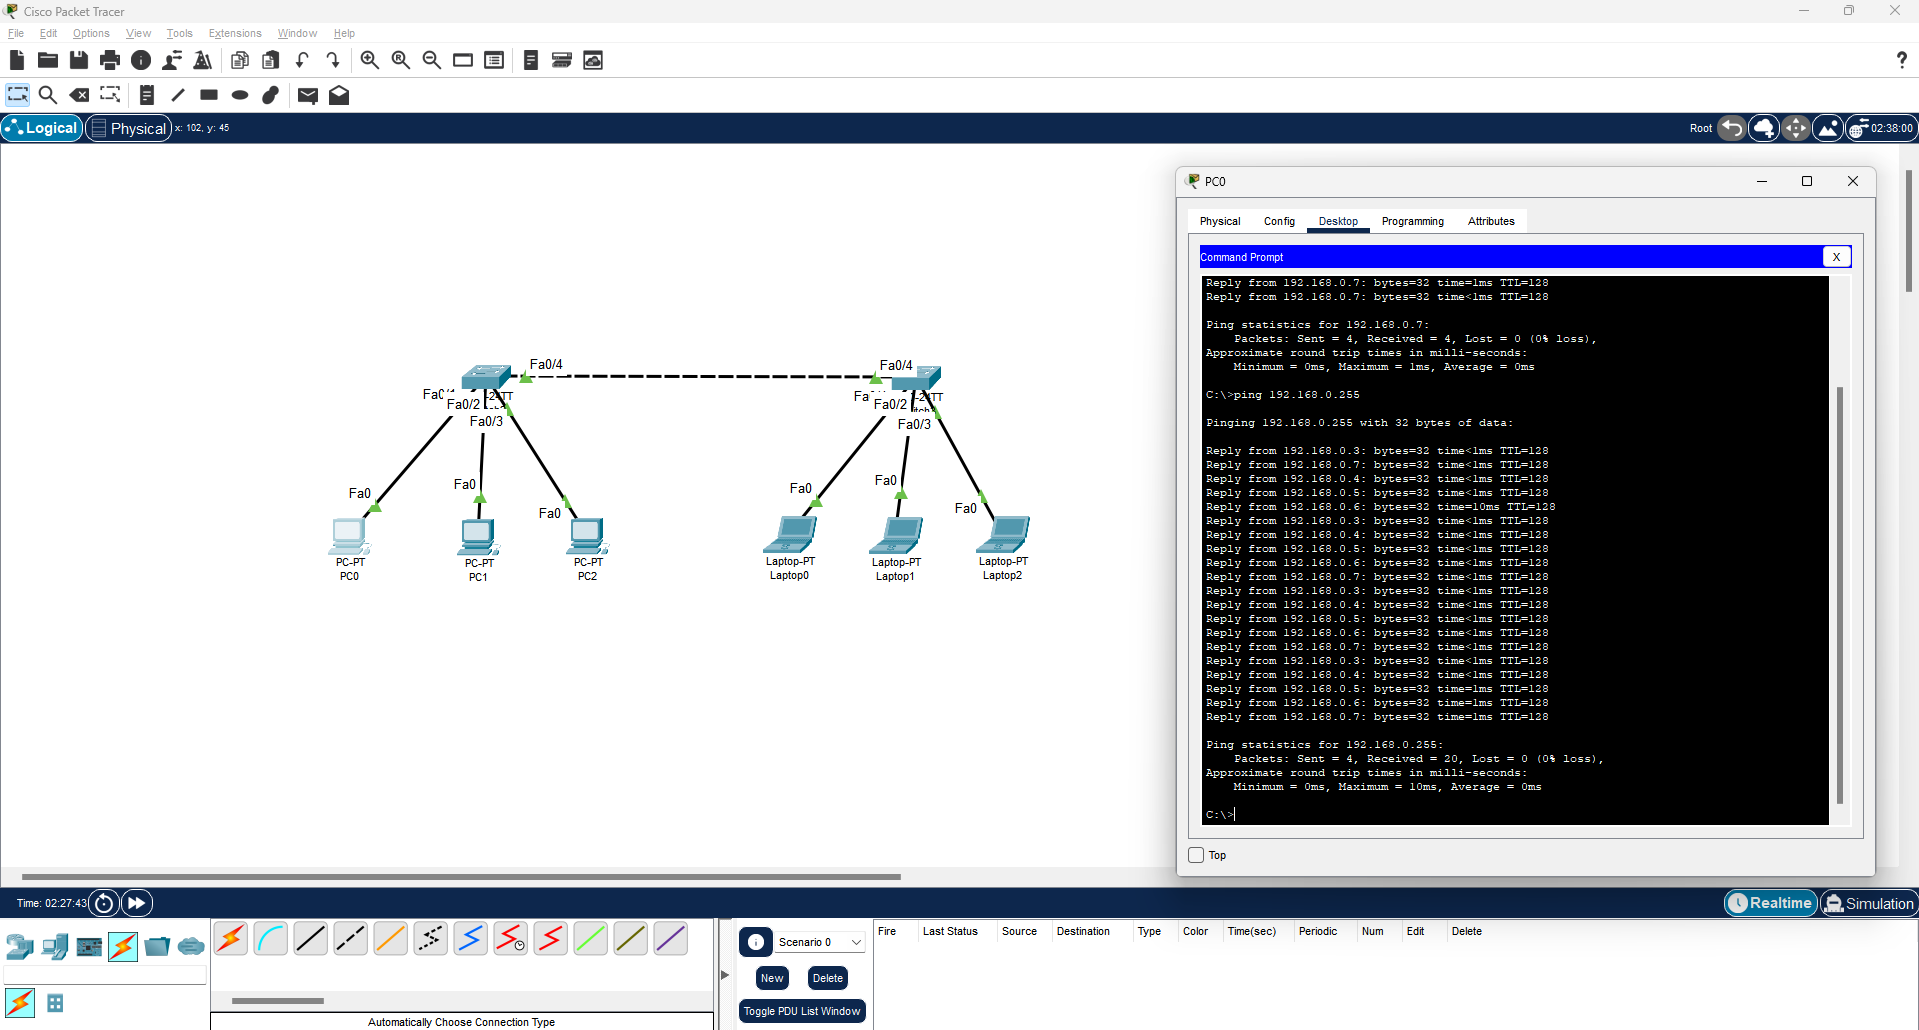 Cisco Packet Tracer
File Edit Options View Tools Extensions Window Help
?
Logical Physical x: 102, y: 45 Root 02:38:00
PC0
Physical Config Desktop Programming Attributes
Command Prompt X
Reply from 192.168.0.7: bytes=32 time=1ms TTL=128
Reply from 192.168.0.7: bytes=32 time<1ms TTL=128
Ping statistics for 192.168.0.7:
Packets: Sent = 4, Received = 4, Lost = 0 (0% loss),
Approximate round trip times in milli-seconds:
Minimum = 0ms, Maximum = 1ms, Average = 0ms
C:\>ping 192.168.0.255
Pinging 192.168.0.255 with 32 bytes of data:
Reply from 192.168.0.3: bytes=32 time<1ms TTL=128
Reply from 192.168.0.7: bytes=32 time<1ms TTL=128
Reply from 192.168.0.4: bytes=32 time<1ms TTL=128
Reply from 192.168.0.5: bytes=32 time<1ms TTL=128
Reply from 192.168.0.6: bytes=32 time=10ms TTL=128
Reply from 192.168.0.3: bytes=32 time<1ms TTL=128
Reply from 192.168.0.4: bytes=32 time<1ms TTL=128
Reply from 192.168.0.5: bytes=32 time<1ms TTL=128
Reply from 192.168.0.6: bytes=32 time<1ms TTL=128
Reply from 192.168.0.7: bytes=32 time<1ms TTL=128
Reply from 192.168.0.3: bytes=32 time<1ms TTL=128
Reply from 192.168.0.4: bytes=32 time<1ms TTL=128
Reply from 192.168.0.5: bytes=32 time<1ms TTL=128
Reply from 192.168.0.6: bytes=32 time<1ms TTL=128
Reply from 192.168.0.7: bytes=32 time<1ms TTL=128
Reply from 192.168.0.3: bytes=32 time<1ms TTL=128
Reply from 192.168.0.4: bytes=32 time<1ms TTL=128
Reply from 192.168.0.5: bytes=32 time=1ms TTL=128
Reply from 192.168.0.6: bytes=32 time=1ms TTL=128
Reply from 192.168.0.7: bytes=32 time=1ms TTL=128
Ping statistics for 192.168.0.255:
Packets: Sent = 4, Received = 20, Lost = 0 (0% loss),
Approximate round trip times in milli-seconds:
Minimum = 0ms, Maximum = 10ms, Average = 0ms
C:\>
Top
Fa0/4 Fa0/4
Fa0/2 Fa0/2
Fa0/3 Fa0/3
Fa0 Fa0 Fa0 Fa0 Fa0 Fa0
PC-PT
PC0
PC-PT
PC1
PC-PT
PC2
Laptop-PT
Laptop0
Laptop-PT
Laptop1
Laptop-PT
Laptop2
Time: 02:27:43 Realtime Simulation
Scenario 0
New Delete
Toggle PDU List Window
Fire Last Status Source Destination Type Color Time(sec) Periodic Num Edit Delete
Automatically Choose Connection Type